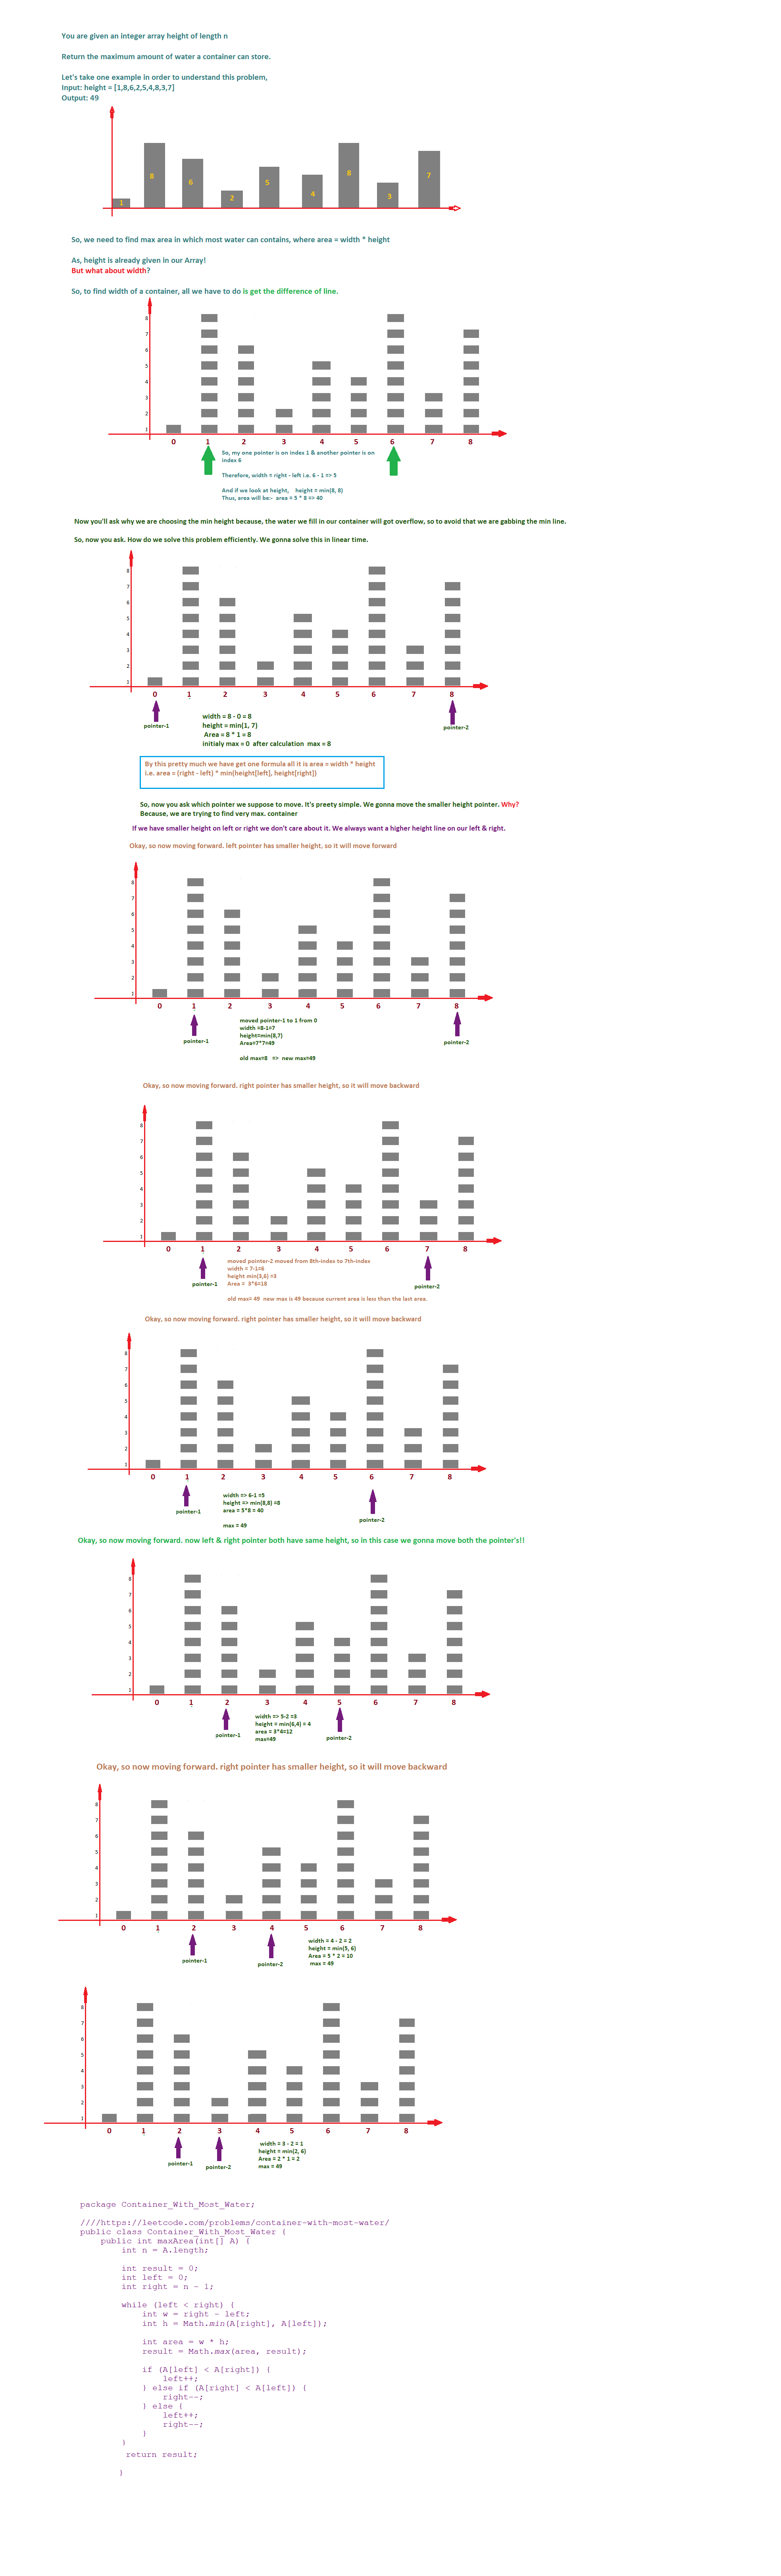 You are given an integer array height of length n
Return the maximum amount of water a container can store.
Let's take one example in order to understand this problem,
Input: height = [1,8,6,2,5,4,8,3,7]
Output: 49
1 8 6 2 5 4 8 3 7
So, we need to find max area in which most water can contains, where area = width * height
As, height is already given in our Array!
But what about width?
So, to find width of a container, all we have to do is get the difference of line.
8
7
6
5
4
3
2
1
0 1 2 3 4 5 6 7 8
So, my one pointer is on index 1 & another pointer is on
index 6
Therefore, width = right - left i.e. 6 - 1 => 5
And if we look at height, height = min(8, 8)
Thus, area will be:- area = 5 * 8 => 40
Now you'll ask why we are choosing the min height because, the water we fill in our container will got overflow, so to avoid that we are gabbing the min line.
So, now you ask. How do we solve this problem efficiently. We gonna solve this in linear time.
8
7
6
5
4
3
2
1
0 1 2 3 4 5 6 7 8
pointer-1
pointer-2
width = 8 - 0 = 8
height = min(1, 7)
Area = 8 * 1 = 8
initialy max = 0 after calculation max = 8
By this pretty much we have get one formula all it is area = width * height
i.e. area = (right - left) * min(height[left], height[right])
So, now you ask which pointer we suppose to move. It's preety simple. We gonna move the smaller height pointer. Why?
Because, we are trying to find very max. container
If we have smaller height on left or right we don't care about it. We always want a higher height line on our left & right.
Okay, so now moving forward. left pointer has smaller height, so it will move forward
8
7
6
5
4
3
2
1
0 1 2 3 4 5 6 7 8
pointer-1
pointer-2
moved pointer-1 to 1 from 0
width =8-1=7
height=min(8,7)
Area=7*7=49
old max=8 => new max=49
Okay, so now moving forward. right pointer has smaller height, so it will move backward
8
7
6
5
4
3
2
1
0 1 2 3 4 5 6 7 8
pointer-1
pointer-2
moved pointer-2 moved from 8th-index to 7th-index
width = 7-1=6
height min(3,6) =3
Area = 3*6=18
old max= 49 new max is 49 because current area is less than the last area.
Okay, so now moving forward. right pointer has smaller height, so it will move backward
8
7
6
5
4
3
2
1
0 1 2 3 4 5 6 7 8
pointer-1
pointer-2
width => 6-1 =5
height => min(8,8) =8
area = 5*8 = 40
max = 49
Okay, so now moving forward. now left & right pointer both have same height, so in this case we gonna move both the pointer's!!
8
7
6
5
4
3
2
1
0 1 2 3 4 5 6 7 8
pointer-1
pointer-2
width => 5-2 =3
height = min(6,4) = 4
area = 3*4=12
max=49
Okay, so now moving forward. right pointer has smaller height, so it will move backward
8
7
6
5
4
3
2
1
0 1 2 3 4 5 6 7 8
pointer-1
pointer-2
width = 4 - 2 = 2
height = min(5, 6)
Area = 5 * 2 = 10
max = 49
8
7
6
5
4
3
2
1
0 1 2 3 4 5 6 7 8
pointer-1
pointer-2
width = 3 - 2 = 1
height = min(2, 6)
Area = 2 * 1 = 2
max = 49
package Container_With_Most_Water;
////https://leetcode.com/problems/container-with-most-water/
public class Container_With_Most_Water {
public int maxArea(int[] A) {
int n = A.length;
int result = 0;
int left = 0;
int right = n - 1;
while (left < right) {
int w = right - left;
int h = Math.min(A[right], A[left]);
int area = w * h;
result = Math.max(area, result);
if (A[left] < A[right]) {
left++;
} else if (A[right] < A[left]) {
right--;
} else {
left++;
right--;
}
}
return result;
}